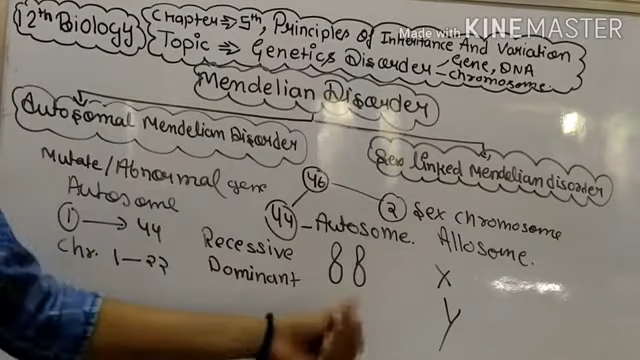 Made with KINEMASTER
12th Biology
Chapter ⇒ 5th, Principles of Inheritance And Variation
Topic ⇒ Genetics Disorder - Gene, DNA
chromosome
Mendelian Disorder
Autosomal Mendelian Disorder
Sex linked Mendelian disorder
Mutate/Abnormal gene
Autosome
1 → 44
Chr. 1-22
46
44 - Autosome.
2 Sex chromosome
Allosome.
Recessive
Dominant
X
Y